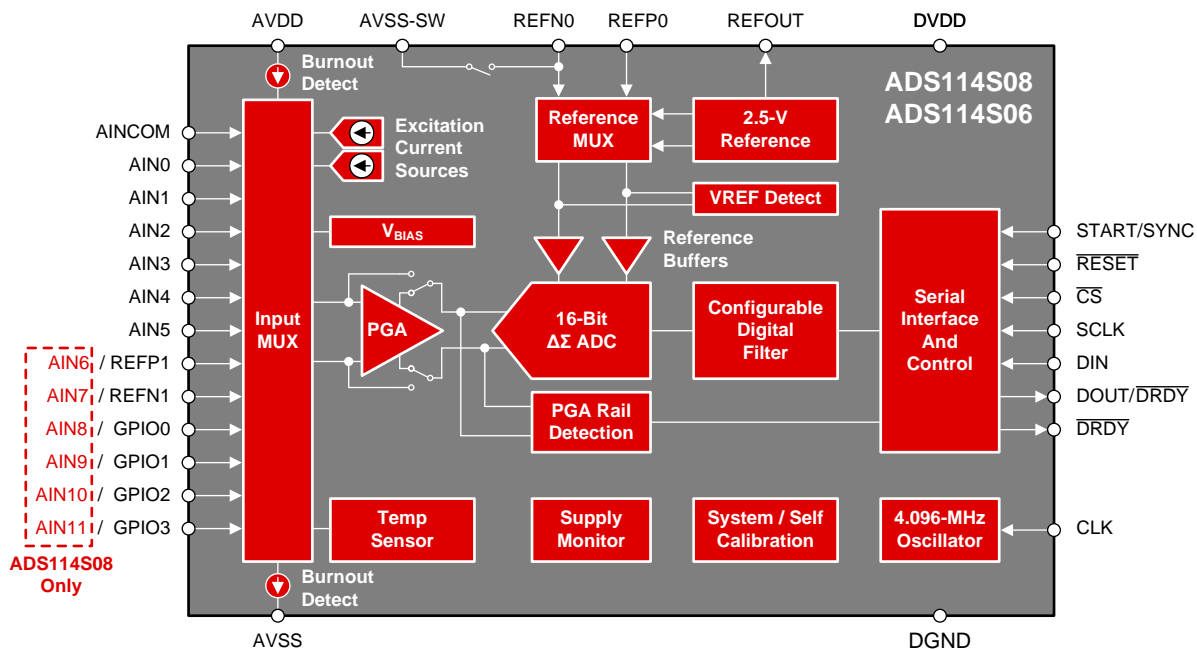 AVDD
AVSS-SW
REFN0
REFP0
REFOUT
DVDD
Burnout
Detect
ADS114S08
ADS114S06
AINCOM
AIN0
AIN1
AIN2
AIN3
AIN4
AIN5
AIN6 / REFP1
AIN7 / REFN1
AIN8 / GPIO0
AIN9 / GPIO1
AIN10 / GPIO2
AIN11 / GPIO3
ADS114S08
Only
Input
MUX
Excitation
Current
Sources
VBIAS
PGA
Reference
MUX
2.5-V
Reference
VREF Detect
Reference
Buffers
16-Bit
ΔΣ ADC
Configurable
Digital
Filter
Serial
Interface
And
Control
PGA Rail
Detection
Temp
Sensor
Supply
Monitor
System / Self
Calibration
4.096-MHz
Oscillator
START/SYNC
RESET
CS
SCLK
DIN
DOUT/DRDY
DRDY
CLK
Burnout
Detect
AVSS
DGND